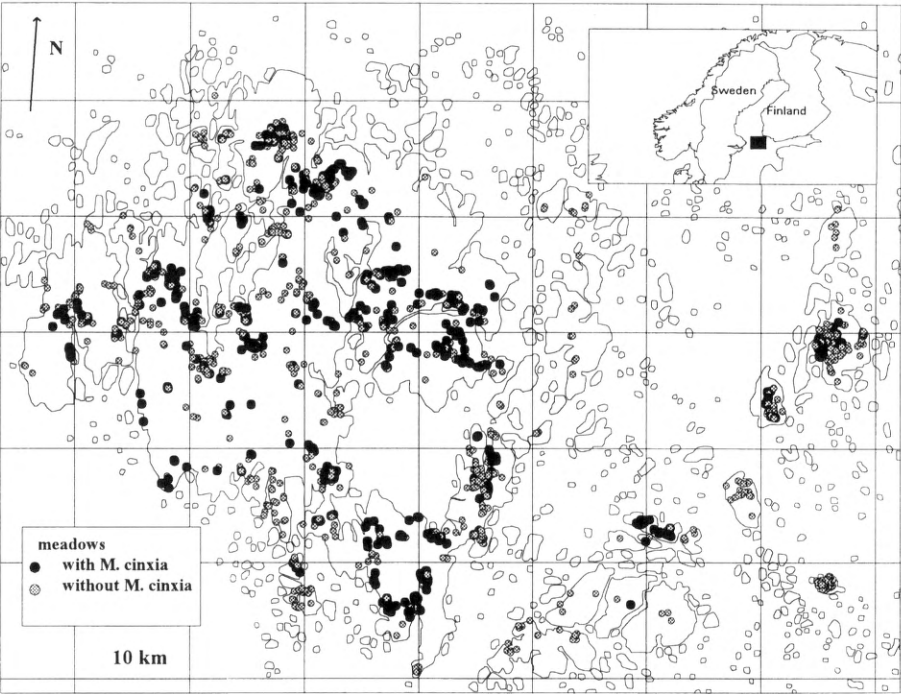 N
Sweden
Finland
meadows
with M. cinxia
without M. cinxia
10 km